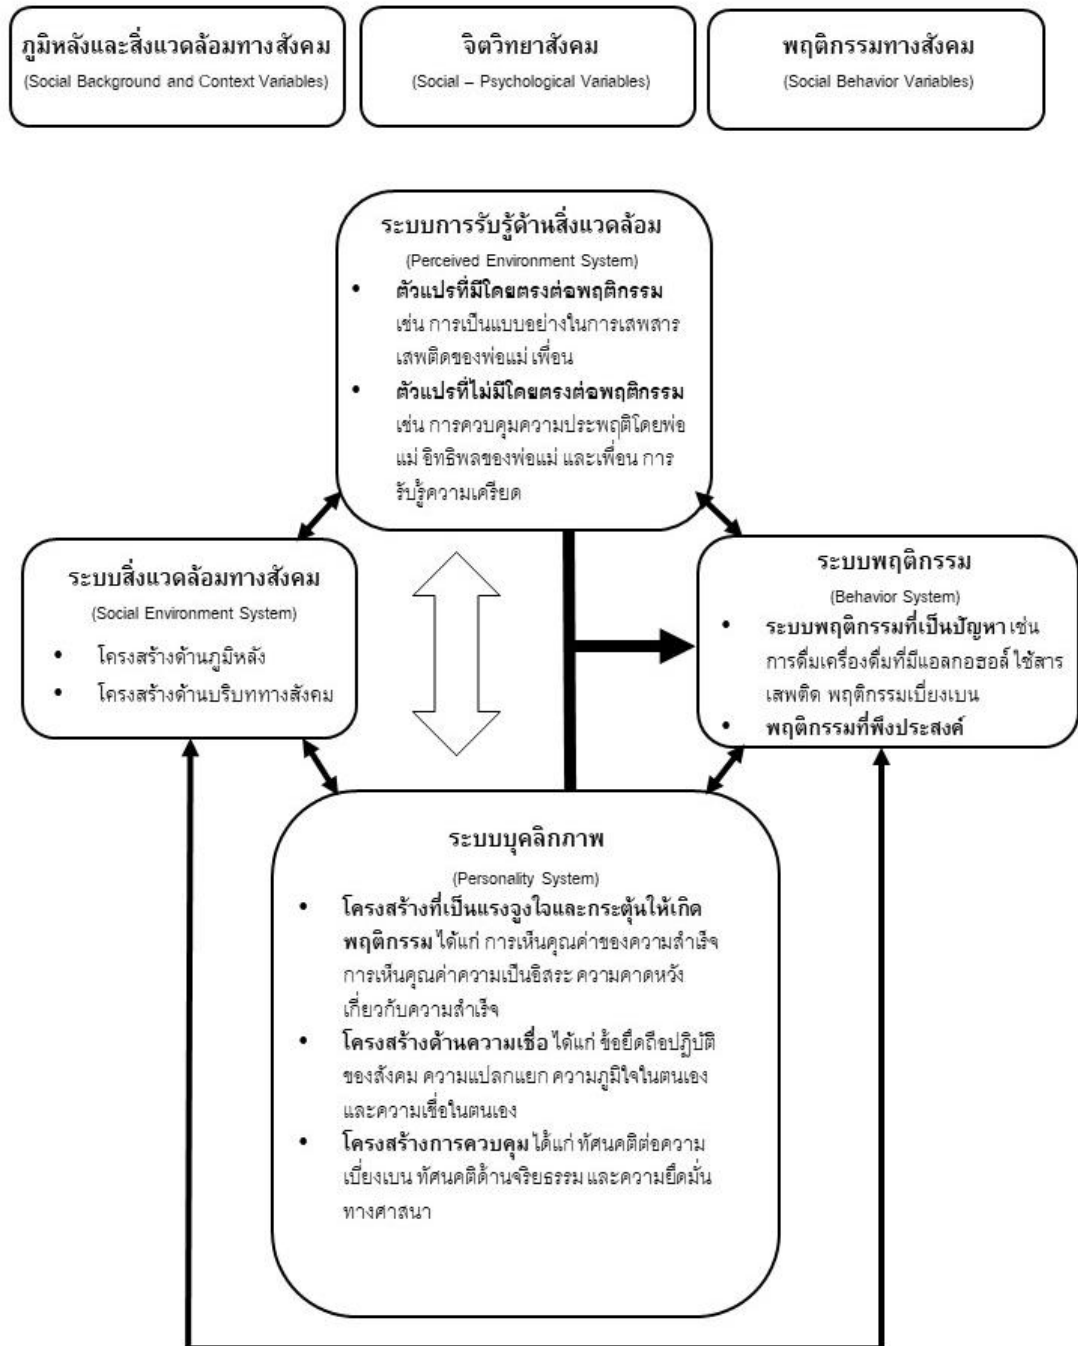 ภูมิหลังและสิ่งแวดล้อมทางสังคม
(Social Background and Context Variables)
จิตวิทยาสังคม
(Social – Psychological Variables)
พฤติกรรมทางสังคม
(Social Behavior Variables)
ระบบการรับรู้ด้านสิ่งแวดล้อม
(Perceived Environment System)
• ตัวแปรที่มีโดยตรงต่อพฤติกรรม
เช่น การเป็นแบบอย่างในการเสพสาร
เสพติดของพ่อแม่ เพื่อน
• ตัวแปรที่ไม่มีโดยตรงต่อพฤติกรรม
เช่น การควบคุมความประพฤติโดยพ่อ
แม่ อิทธิพลของพ่อแม่ และเพื่อน การ
รับรู้ความเครียด
ระบบสิ่งแวดล้อมทางสังคม
(Social Environment System)
• โครงสร้างด้านภูมิหลัง
• โครงสร้างด้านบริบททางสังคม
ระบบพฤติกรรม
(Behavior System)
• ระบบพฤติกรรมที่เป็นปัญหา เช่น
การดื่มเครื่องดื่มที่มีแอลกอฮอล์ ใช้สาร
เสพติด พฤติกรรมเบี่ยงเบน
• พฤติกรรมที่พึงประสงค์
ระบบบุคลิกภาพ
(Personality System)
• โครงสร้างที่เป็นแรงจูงใจและกระตุ้นให้เกิด
พฤติกรรม ได้แก่ การเห็นคุณค่าของความสำเร็จ
การเห็นคุณค่าความเป็นอิสระ ความคาดหวัง
เกี่ยวกับความสำเร็จ
• โครงสร้างด้านความเชื่อ ได้แก่ ข้อยึดถือปฏิบัติ
ของสังคม ความแปลกแยก ความภูมิใจในตนเอง
และความเชื่อในตนเอง
• โครงสร้างการควบคุม ได้แก่ ทัศนคติต่อความ
เบี่ยงเบน ทัศนคติด้านจริยธรรม และความยึดมั่น
ทางศาสนา